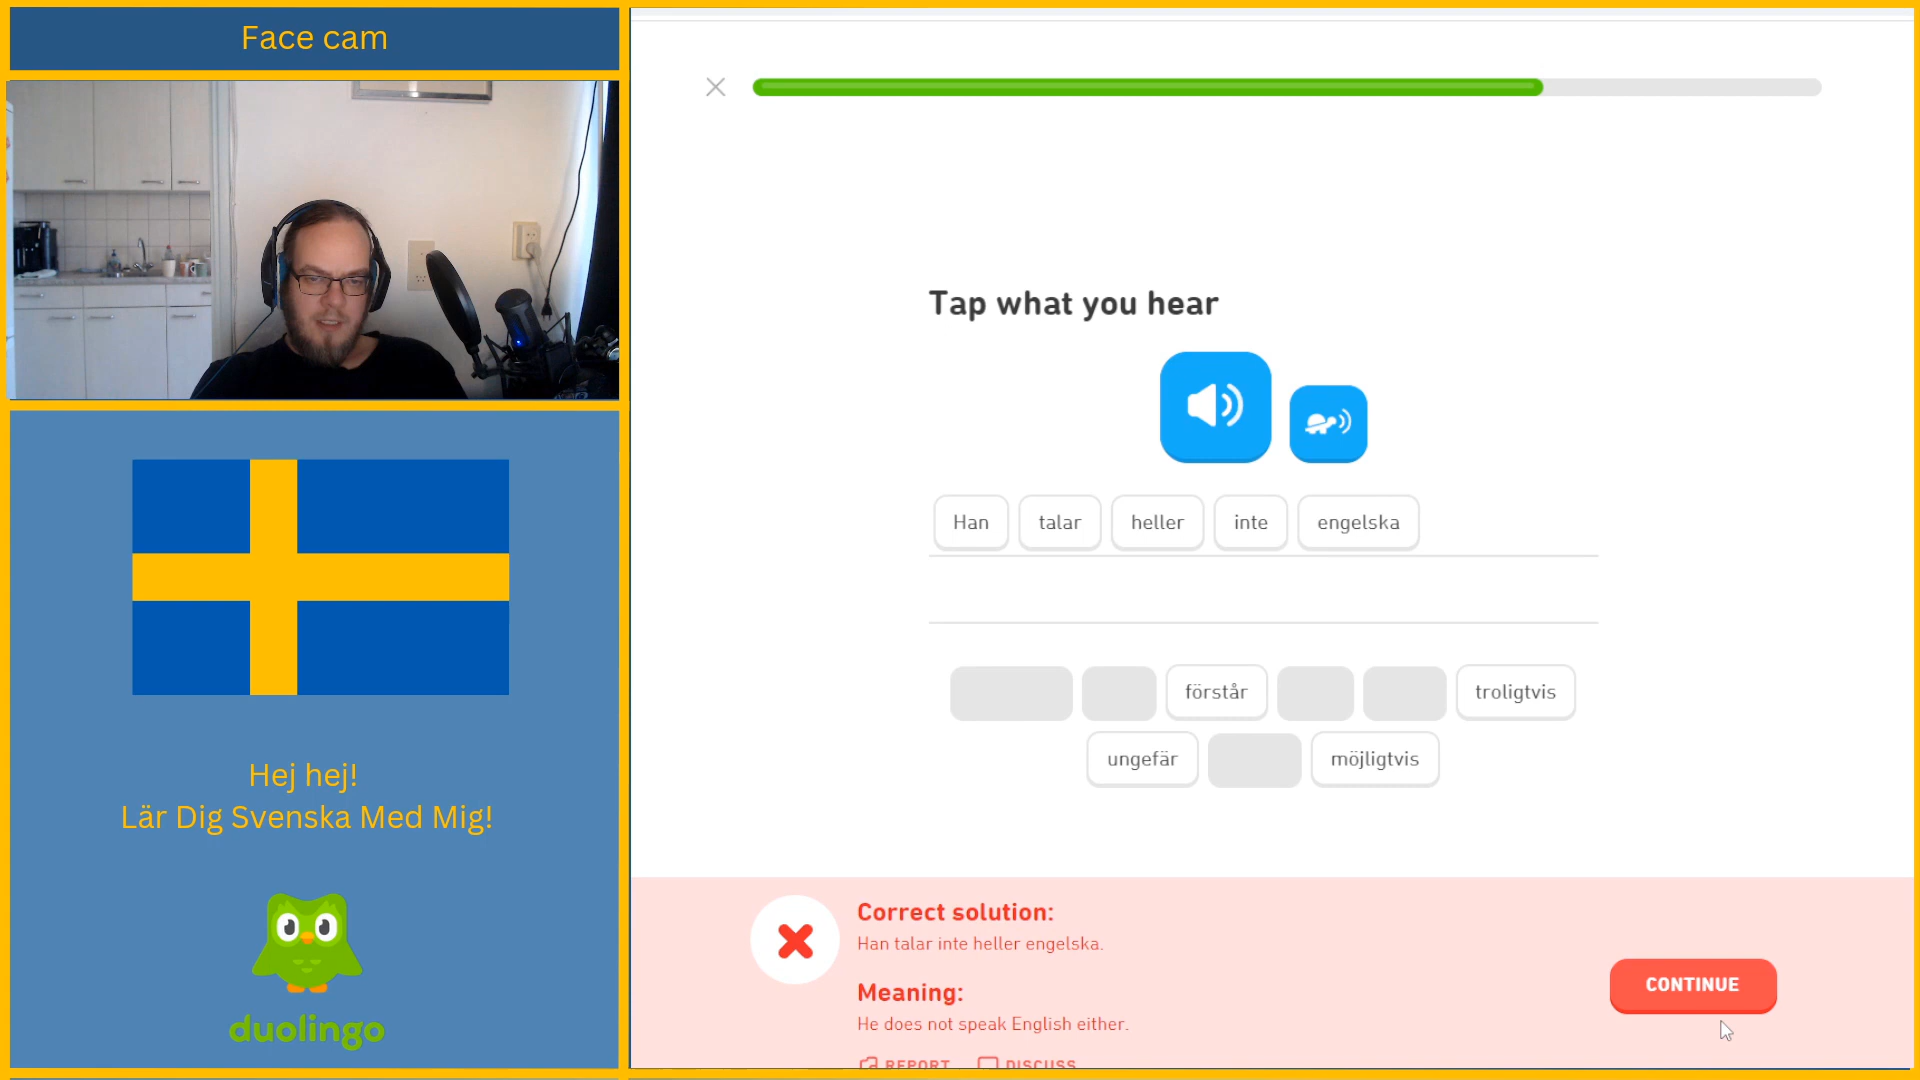 Face cam
Hej hej!
Lär Dig Svenska Med Mig!
duolingo
Tap what you hear
Han talar heller inte engelska
förstår troligtvis
ungefär möjligtvis
Correct solution:
Han talar inte heller engelska.
Meaning:
He does not speak English either.
CONTINUE
REPORT DISCUSS